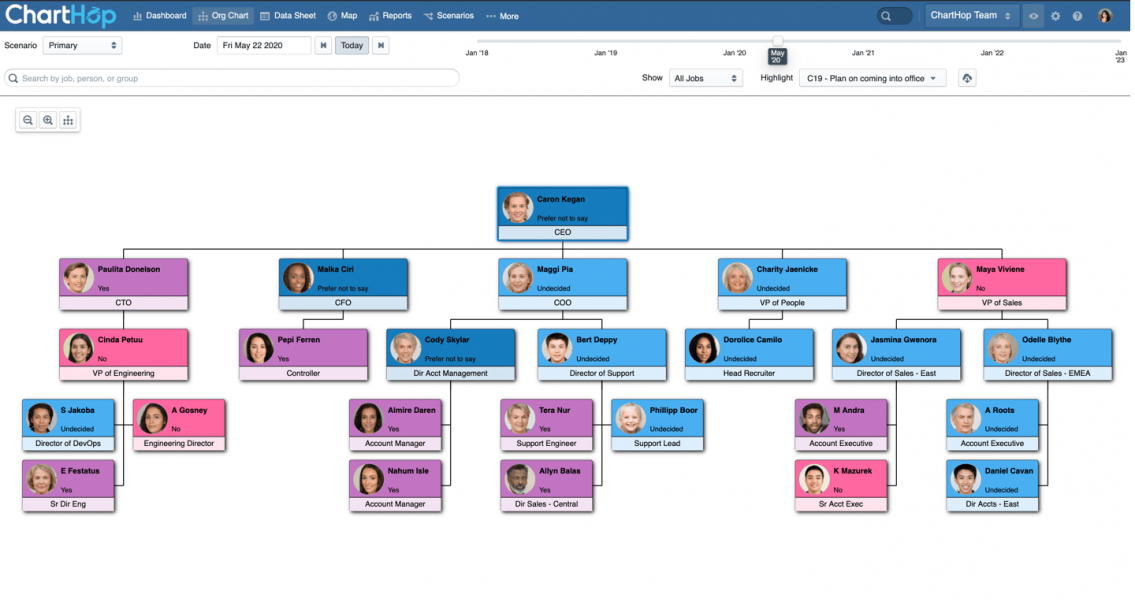 ChartHop
Dashboard Org Chart Data Sheet Map Reports Scenarios More ChartHop Team
Scenario Primary Date Fri May 22 2020 Today
Jan '18 Jan '19 Jan '20 May '20 Jan '21 Jan '22 Jan '23
Search by job, person, or group Show All Jobs Highlight C19 - Plan on coming into office
Caron Kegan
Prefer not to say
CEO
Paulita Donelson
Yes
CTO
Maika Ciri
Prefer not to say
CFO
Maggi Pia
Undecided
COO
Charity Jaenicke
Undecided
VP of People
Maya Viviene
No
VP of Sales
Cinda Petuu
No
VP of Engineering
Pepi Ferren
Yes
Controller
Cody Skylar
Prefer not to say
Dir Acct Management
Bert Deppy
Undecided
Director of Support
Dorolice Camilo
Undecided
Head Recruiter
Jasmina Gwenora
Undecided
Director of Sales - East
Odelle Blythe
Undecided
Director of Sales - EMEA
S Jakoba
Undecided
Director of DevOps
A Gosney
No
Engineering Director
Almire Daren
Yes
Account Manager
Tera Nur
Yes
Support Engineer
Phillipp Boor
Undecided
Support Lead
M Andra
Yes
Account Executive
A Roots
Undecided
Account Executive
E Festatus
Yes
Sr Dir Eng
Nahum Isle
Yes
Account Manager
Allyn Balas
Yes
Dir Sales - Central
K Mazurek
No
Sr Acct Exec
Daniel Cavan
Undecided
Dir Accts - East